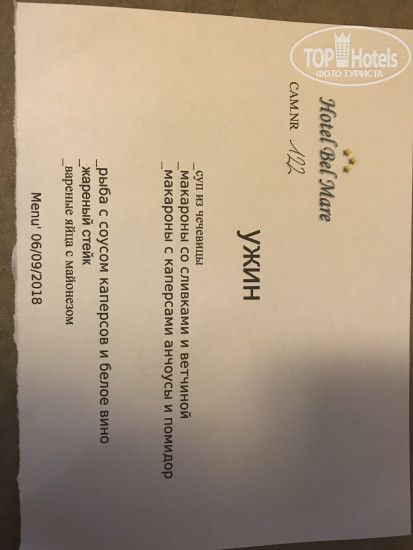 TOP Hotels
ФОТО ТУРИСТА
Hotel Bel Mare
CAM.NR 122
ужин
_суп из чечевицы
_макароны со сливками и ветчиной
_макароны с каперсами анчоусы и помидор
_рыба с соусом каперсов и белое вино
_жареный стейк
_вареные яйца с майонезом
Menu' 06/09/2018